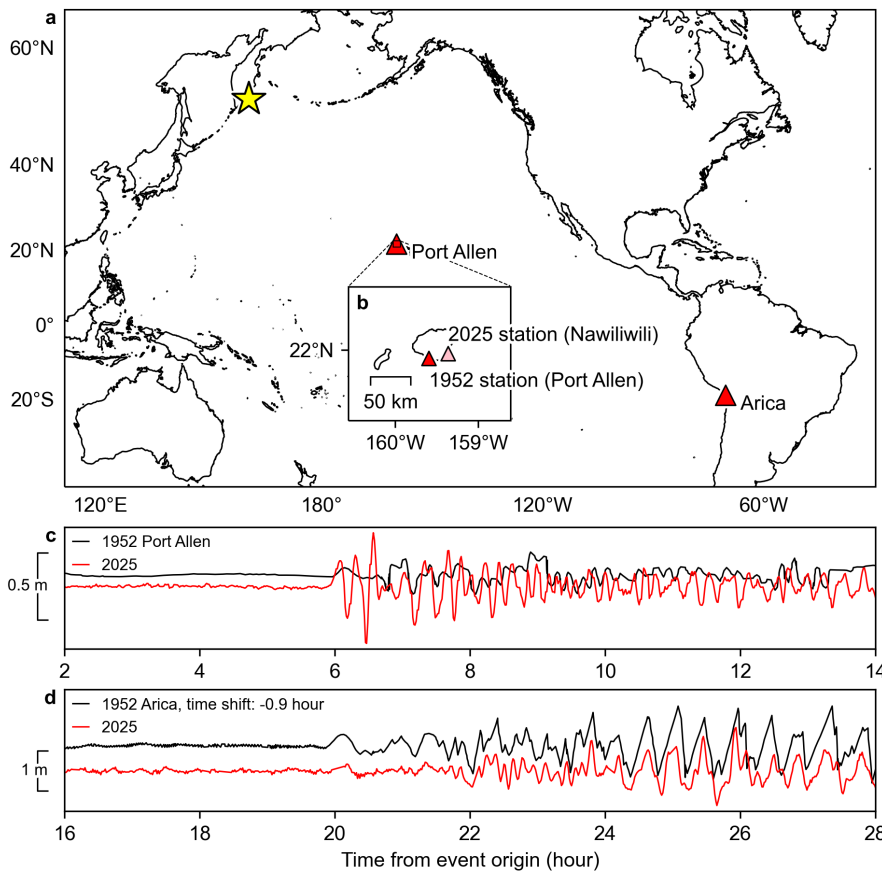 a
60°N
40°N
20°N
0°
20°S
Port Allen
b
2025 station (Nawiliwili)
22°N
1952 station (Port Allen)
50 km
160°W
159°W
Arica
120°E
180°
120°W
60°W
c
1952 Port Allen
2025
0.5 m
2
4
6
8
10
12
14
d
1952 Arica, time shift: -0.9 hour
2025
1 m
16
18
20
22
24
26
28
Time from event origin (hour)